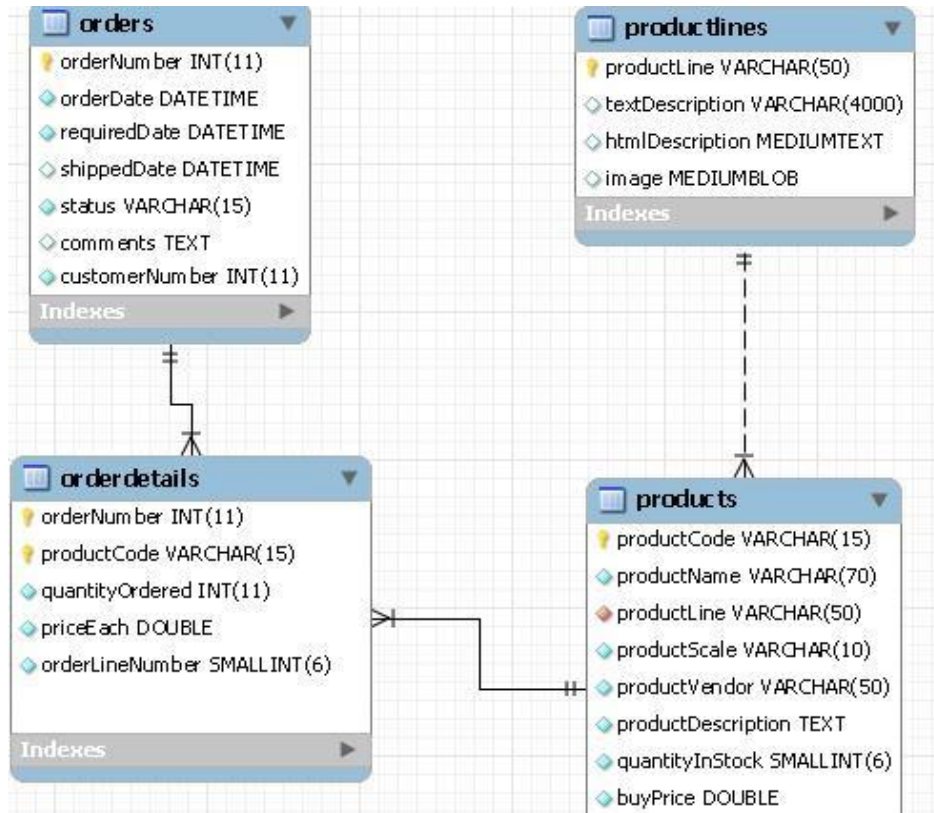 orders
orderNumber INT(11)
orderDate DATETIME
requiredDate DATETIME
shippedDate DATETIME
status VARCHAR(15)
comments TEXT
customerNumber INT(11)
Indexes
productlines
productLine VARCHAR(50)
textDescription VARCHAR(4000)
htmlDescription MEDIUMTEXT
image MEDIUMBLOB
Indexes
orderdetails
orderNumber INT(11)
productCode VARCHAR(15)
quantityOrdered INT(11)
priceEach DOUBLE
orderLineNumber SMALLINT(6)
Indexes
products
productCode VARCHAR(15)
productName VARCHAR(70)
productLine VARCHAR(50)
productScale VARCHAR(10)
productVendor VARCHAR(50)
productDescription TEXT
quantityInStock SMALLINT(6)
buyPrice DOUBLE